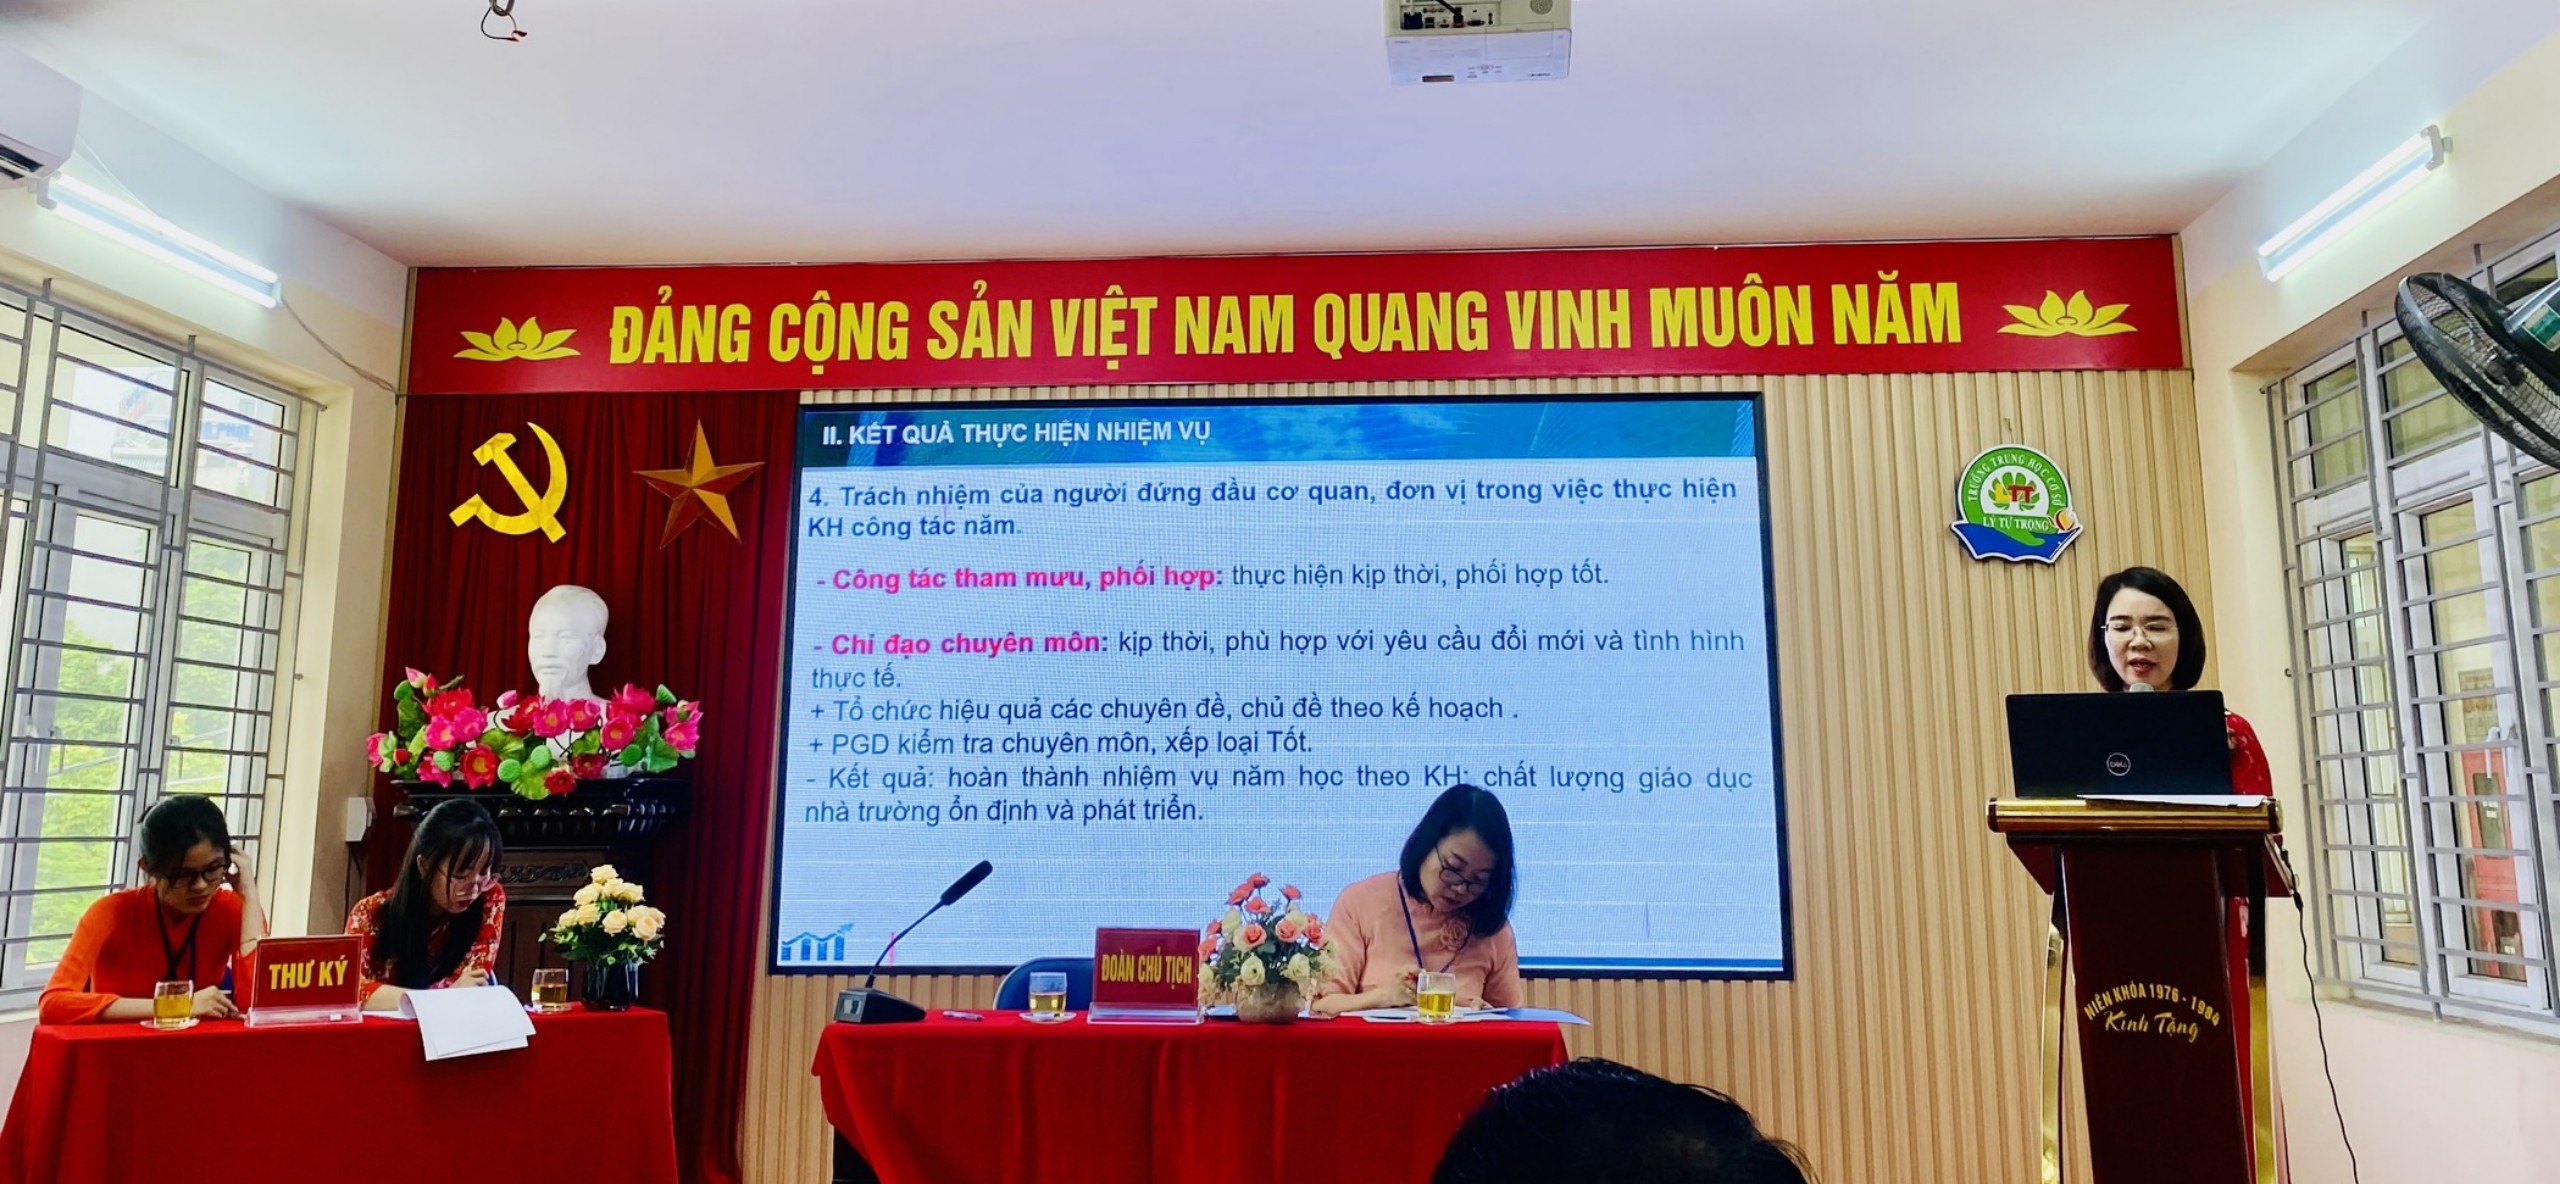 ĐẢNG CỘNG SẢN VIỆT NAM QUANG VINH MUÔN NĂM
II. KẾT QUẢ THỰC HIỆN NHIỆM VỤ
4. Trách nhiệm của người đứng đầu cơ quan, đơn vị trong việc thực hiện
KH công tác năm.
- Công tác tham mưu, phối hợp: thực hiện kịp thời, phối hợp tốt.
- Chỉ đạo chuyên môn: kịp thời, phù hợp với yêu cầu đổi mới và tình hình
thực tế.
+ Tổ chức hiệu quả các chuyên đề, chủ đề theo kế hoạch .
+ PGD kiểm tra chuyên môn, xếp loại Tốt.
- Kết quả: hoàn thành nhiệm vụ năm học theo KH; chất lượng giáo dục
nhà trường ổn định và phát triển.
TRƯỜNG TRUNG HỌC CƠ SỞ
LTT
LÝ TỰ TRỌNG
DELL
THƯ KÝ
ĐOÀN CHỦ TỊCH
NIÊN KHÓA 1976 - 1984
Kính Tặng